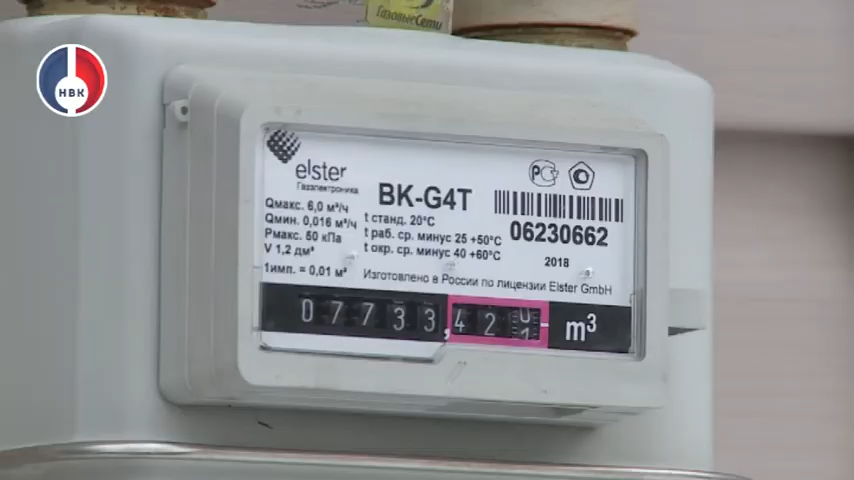 ГазовыеСети
НВК
elster
Газэлектроника
BK-G4T
PCT
Qмакс. 6,0 м³/ч
Qмин. 0,016 м³/ч
Pмакс. 50 кПа
V 1,2 дм³
1имп. = 0,01 м³
t станд. 20°C
t раб. ср. минус 25 +50°C
t окр. ср. минус 40 +60°C
06230662
2018
Изготовлено в России по лицензии Elster GmbH
07733,42 m³